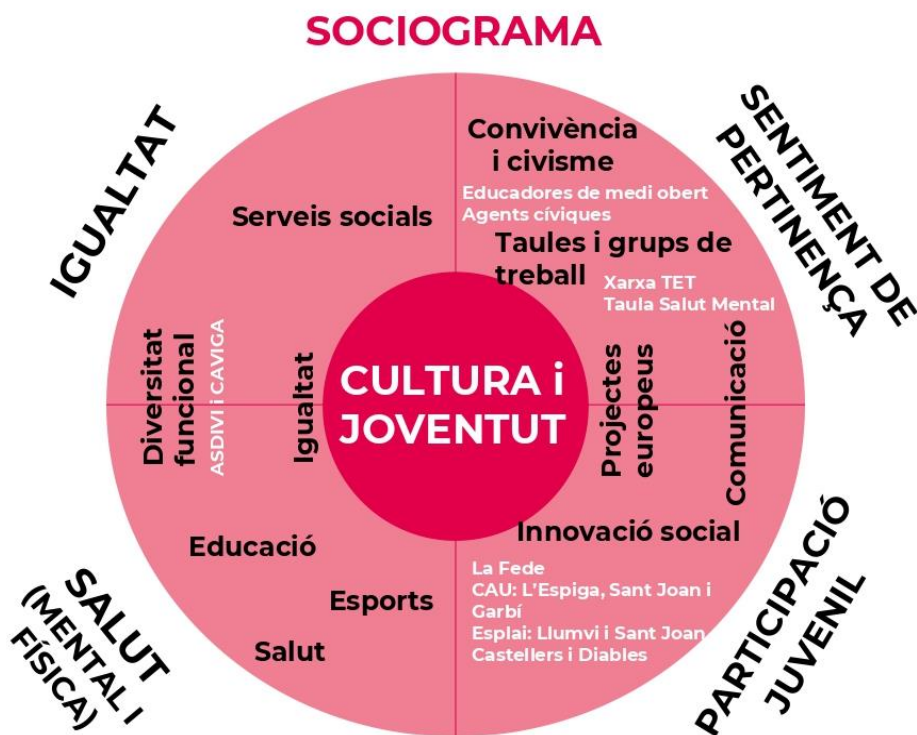 SOCIOGRAMA
IGUALTAT
SENTIMENT DE
PERTINENÇA
Convivència
i civisme
Educadores de medi obert
Agents cíviques
Serveis socials
Taules i grups de
treball
Xarxa TET
Taula Salut Mental
Diversitat
funcional
ASDIVI i CAVIGA
Igualtat
CULTURA i
JOVENTUT
Projectes
europeus
Comunicació
Educació
Esports
Salut
Innovació social
La Fede
CAU: L'Espiga, Sant Joan i
Garbí
Esplai: Llumvi i Sant Joan
Castellers i Diables
SALUT
(MENTAL I
FÍSICA)
PARTICIPACIÓ
JUVENIL